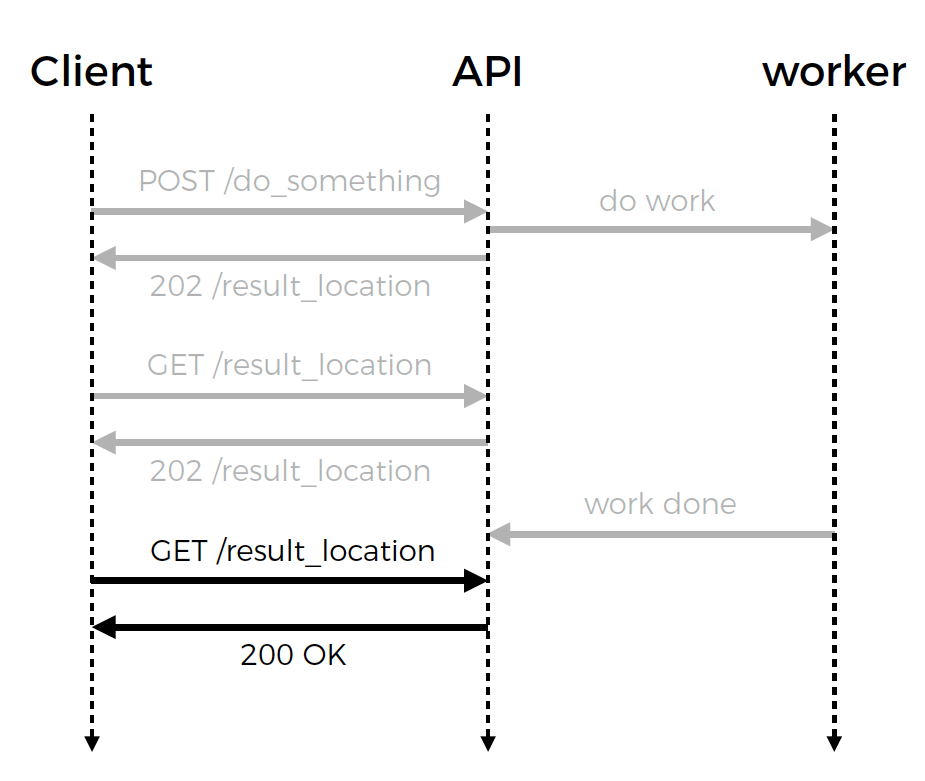 Client
API
worker
POST /do_something
do work
202 /result_location
GET /result_location
202 /result_location
work done
GET /result_location
200 OK